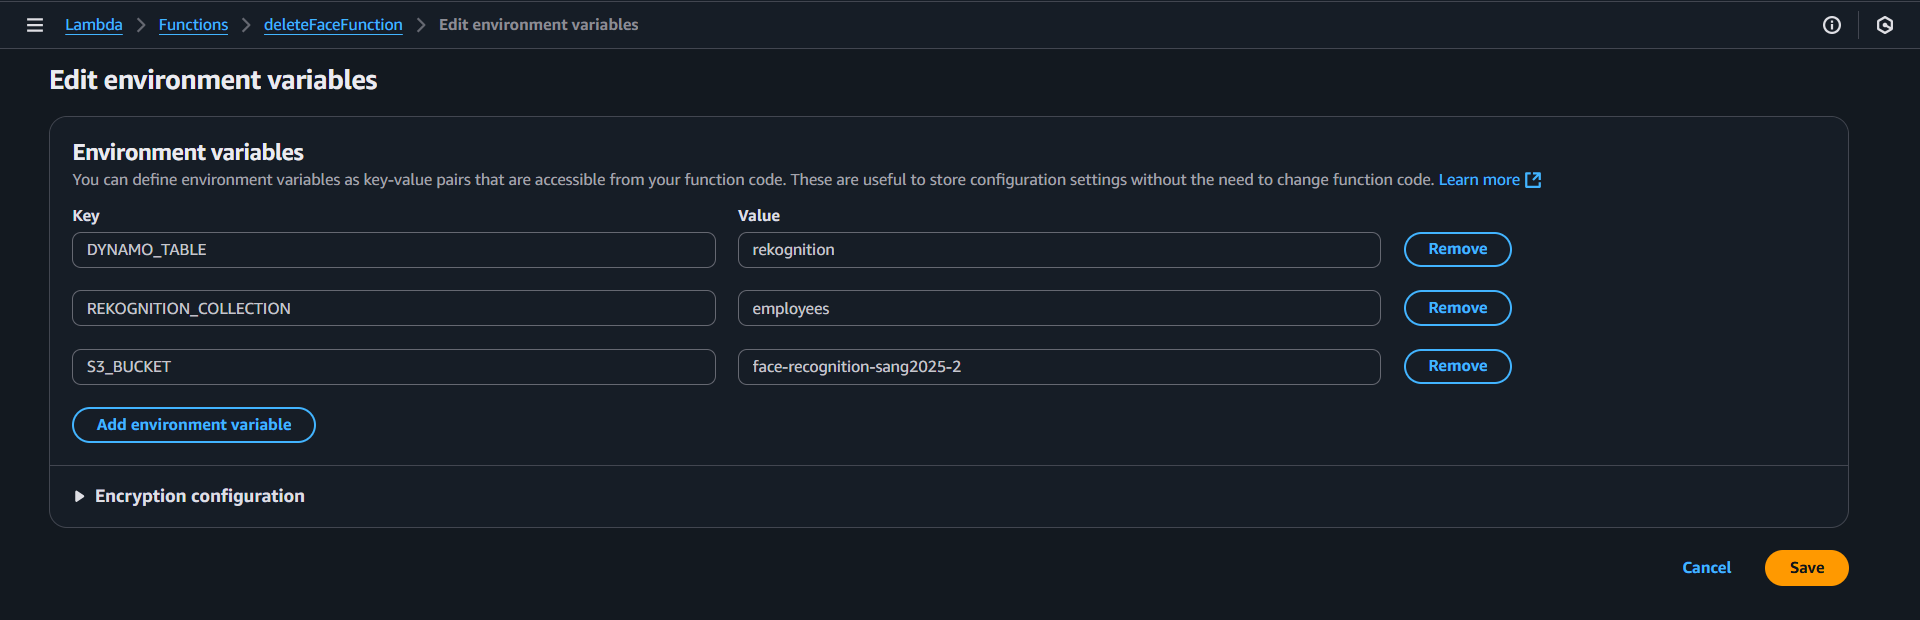 Lambda > Functions > deleteFaceFunction > Edit environment variables
Edit environment variables
Environment variables
You can define environment variables as key-value pairs that are accessible from your function code. These are useful to store configuration settings without the need to change function code. Learn more
Key Value
DYNAMO_TABLE rekognition Remove
REKOGNITION_COLLECTION employees Remove
S3_BUCKET face-recognition-sang2025-2 Remove
Add environment variable
Encryption configuration
Cancel Save